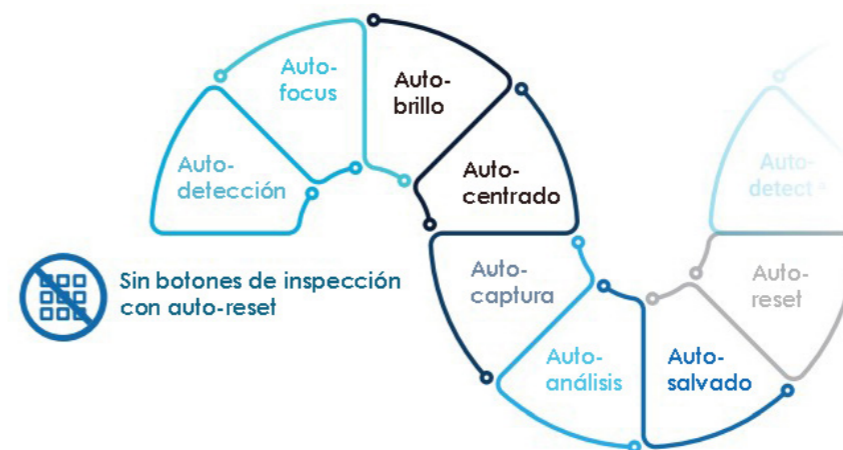 Auto-
detección
Auto-
focus
Auto-
brillo
Auto-
centrado
Auto-
captura
Auto-
análisis
Auto-
salvado
Auto-
reset
Auto-
Sin botones de inspección
con auto-reset